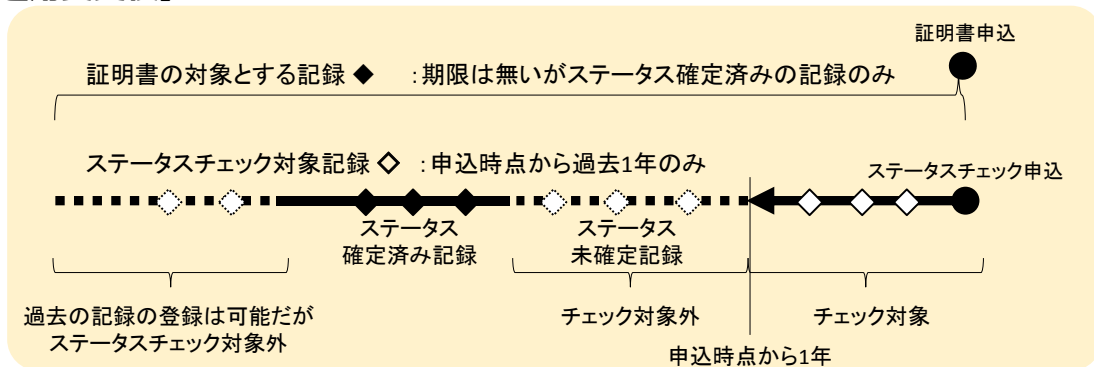 証明書申込
証明書の対象とする記録◆ :期限は無いがステータス確定済みの記録のみ
ステータスチェック対象記録◇ :申込時点から過去1年のみ
ステータスチェック申込
ステータス
確定済み記録
ステータス
未確定記録
過去の記録の登録は可能だが
ステータスチェック対象外
チェック対象外
チェック対象
申込時点から1年